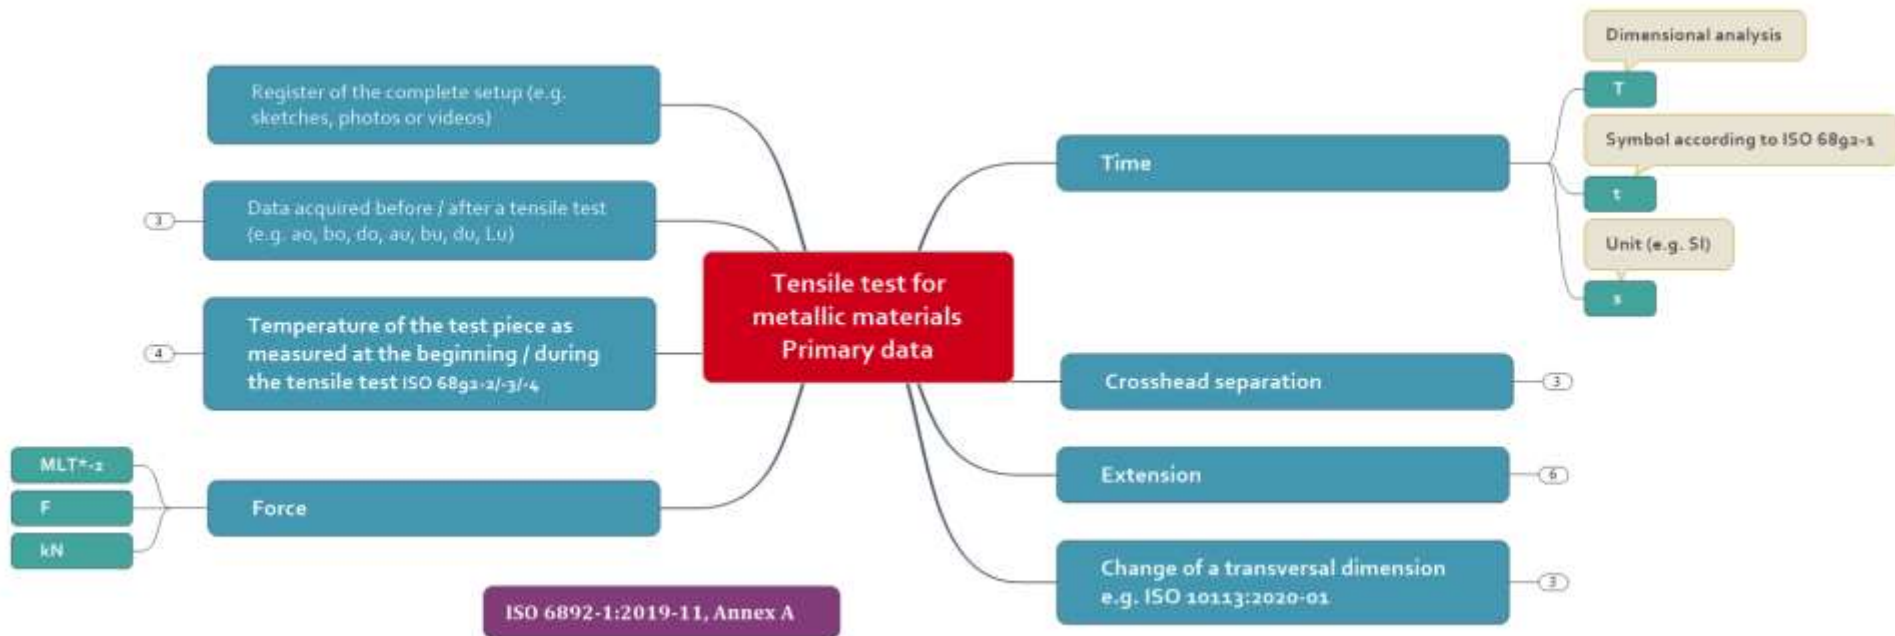 Register of the complete setup (e.g.
sketches, photos or videos)
3
Data acquired before / after a tensile test
(e.g. ao, bo, do, au, bu, du, Lu)
4
Temperature of the test piece as
measured at the beginning / during
the tensile test ISO 6892-2/-3/-4
MLT*-2
F
kN
Force
Tensile test for
metallic materials
Primary data
ISO 6892-1:2019-11, Annex A
Time
Dimensional analysis
T
Symbol according to ISO 6892-1
t
Unit (e.g. SI)
s
Crosshead separation
3
Extension
6
Change of a transversal dimension
e.g. ISO 10113:2020-01
3